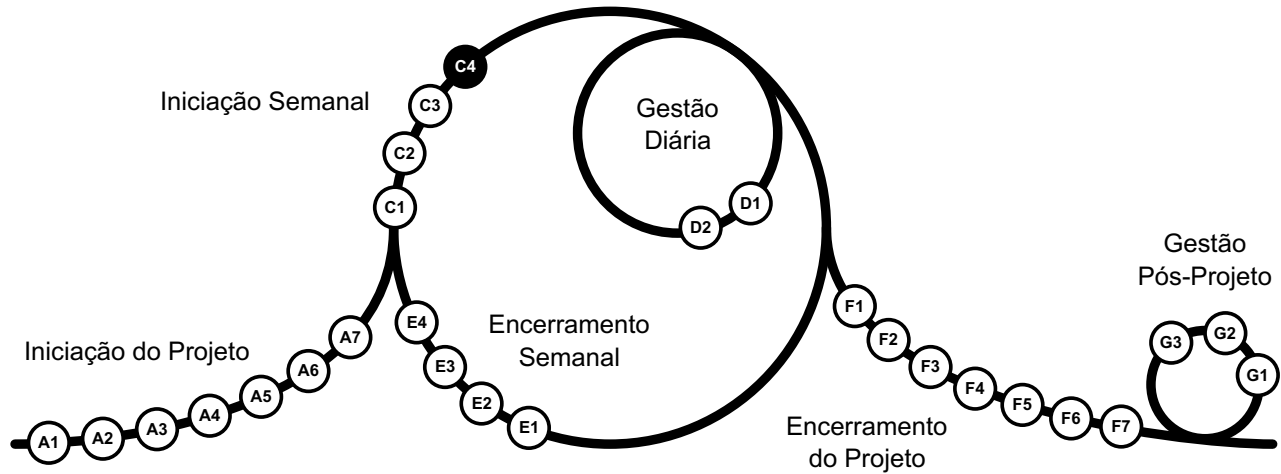 Iniciação Semanal
C4
C3
C2
C1
Gestão
Diária
D1
D2
Gestão
Pós-Projeto
G3
G2
G1
Iniciação do Projeto
A1
A2
A3
A4
A5
A6
A7
Encerramento
Semanal
E4
E3
E2
E1
F1
F2
F3
F4
F5
F6
F7
Encerramento
do Projeto